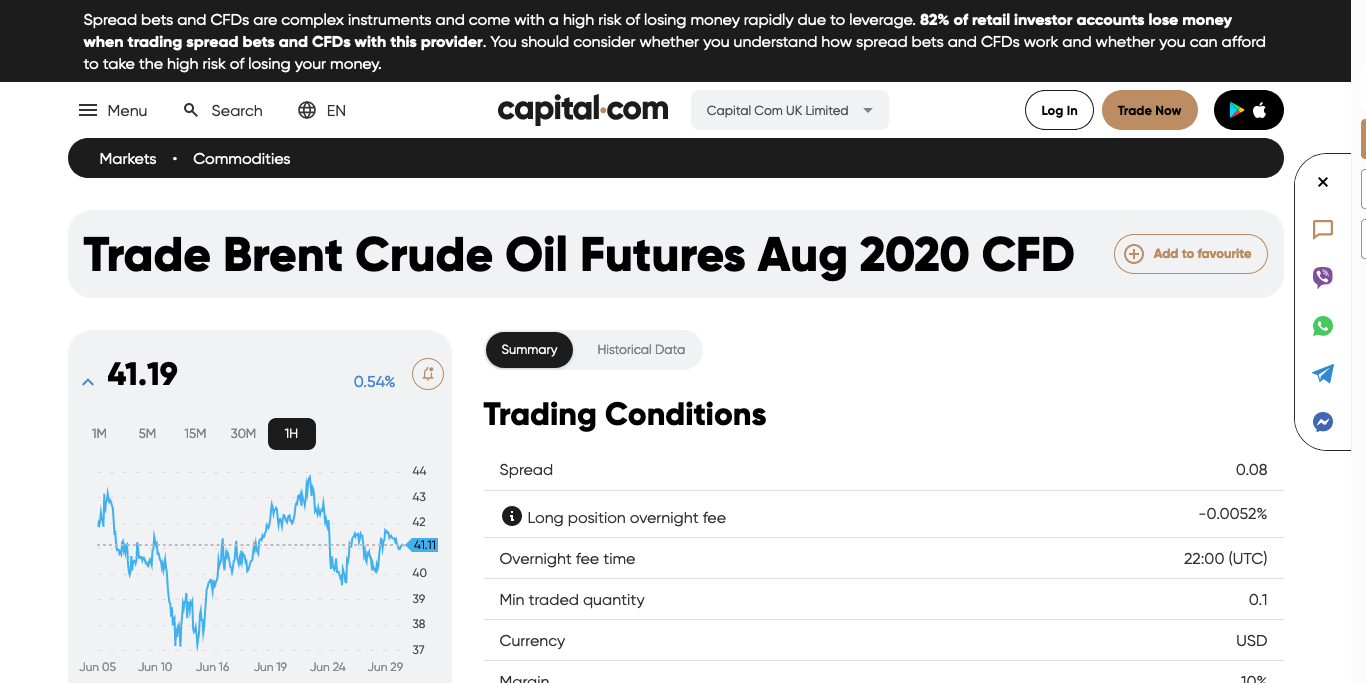 Spread bets and CFDs are complex instruments and come with a high risk of losing money rapidly due to leverage. 82% of retail investor accounts lose money
when trading spread bets and CFDs with this provider. You should consider whether you understand how spread bets and CFDs work and whether you can afford
to take the high risk of losing your money.
Menu Search EN capital.com Capital Com UK Limited Log In Trade Now
Markets • Commodities
Trade Brent Crude Oil Futures Aug 2020 CFD Add to favourite
41.19 0.54%
1M 5M 15M 30M 1H
44
43
42
41.11
40
39
38
37
Jun 05 Jun 10 Jun 16 Jun 19 Jun 24 Jun 29
Summary Historical Data
Trading Conditions
Spread 0.08
Long position overnight fee -0.0052%
Overnight fee time 22:00 (UTC)
Min traded quantity 0.1
Currency USD
Margin 10%